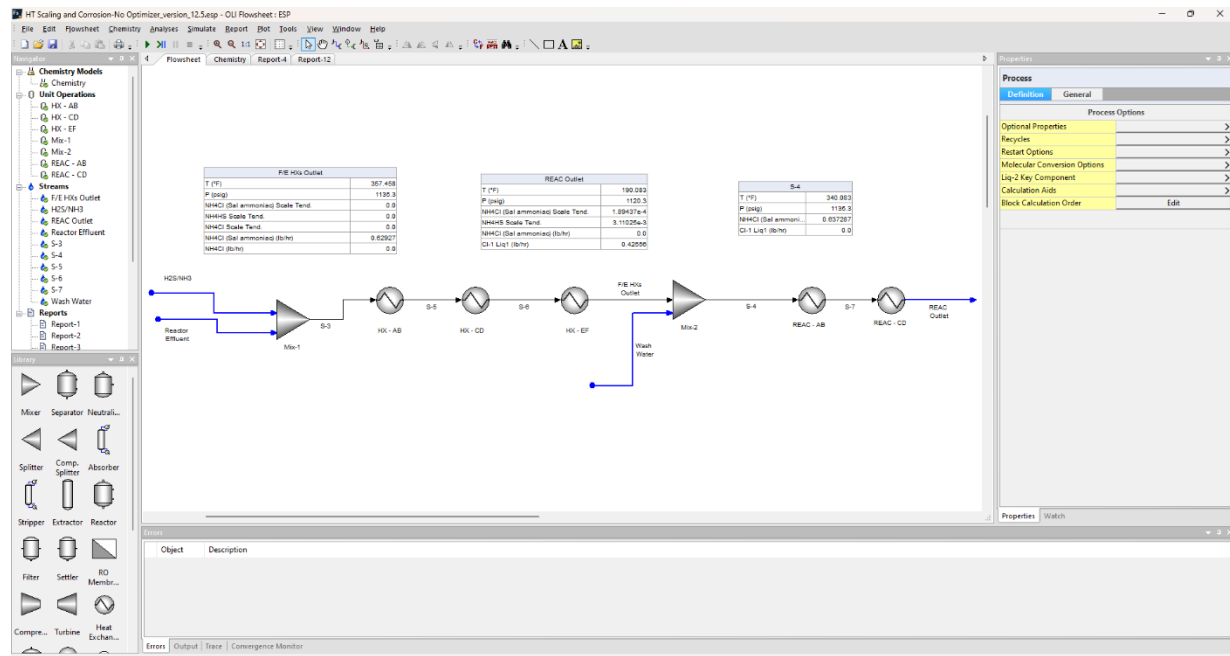 HT Scaling and Corrosion-No Optimizer_version_12.5.esp - OLI Flowsheet : ESP
File Edit Flowsheet Chemistry Analyses Simulate Report Plot Tools View Window Help
Navigator
Chemistry Models
Chemistry
Unit Operations
HX - AB
HX - CD
HX - EF
Mix-1
Mix-2
REAC - AB
REAC - CD
Streams
F/E HXs Outlet
H2S/NH3
REAC Outlet
Reactor Effluent
S-3
S-4
S-5
S-6
S-7
Wash Water
Reports
Report-1
Report-2
Report-3
Library
Mixer Separator Neutrali...
Splitter Comp. Splitter Absorber
Stripper Extractor Reactor
Filter Settler RO Membr...
Compre... Turbine Heat Exchan...
Flowsheet Chemistry Report-4 Report-12
F/E HXs Outlet
T (°F) 357.458
P (psig) 1136.3
NH4Cl (Sal ammoniac) Scale Tend. 0.0
NH4HS Scale Tend. 0.0
NH4Cl Scale Tend. 0.0
NH4Cl (Sal ammoniac) (lb/hr) 0.62927
NH4Cl (lb/hr) 0.0
REAC Outlet
T (°F) 190.083
P (psig) 1120.3
NH4Cl (Sal ammoniac) Scale Tend. 1.89437e-4
NH4HS Scale Tend. 3.11025e-3
NH4Cl (Sal ammoniac) (lb/hr) 0.0
Cl-1 Liq1 (lb/hr) 0.42656
S-4
T (°F) 340.083
P (psig) 1136.3
NH4Cl (Sal ammoni... 0.637287
Cl-1 Liq1 (lb/hr) 0.0
H2S/NH3
Reactor
Effluent
Mix-1
S-3
HX - AB
S-5
HX - CD
S-6
HX - EF
F/E HXs
Outlet
Wash
Water
Mix-2
S-4
REAC - AB
S-7
REAC - CD
REAC
Outlet
Properties
Process
Definition General
Process Options
Optional Properties
Recycles
Restart Options
Molecular Conversion Options
Liq-2 Key Component
Calculation Aids
Block Calculation Order Edit
Properties Watch
Errors
Object Description
Errors Output Trace Convergence Monitor